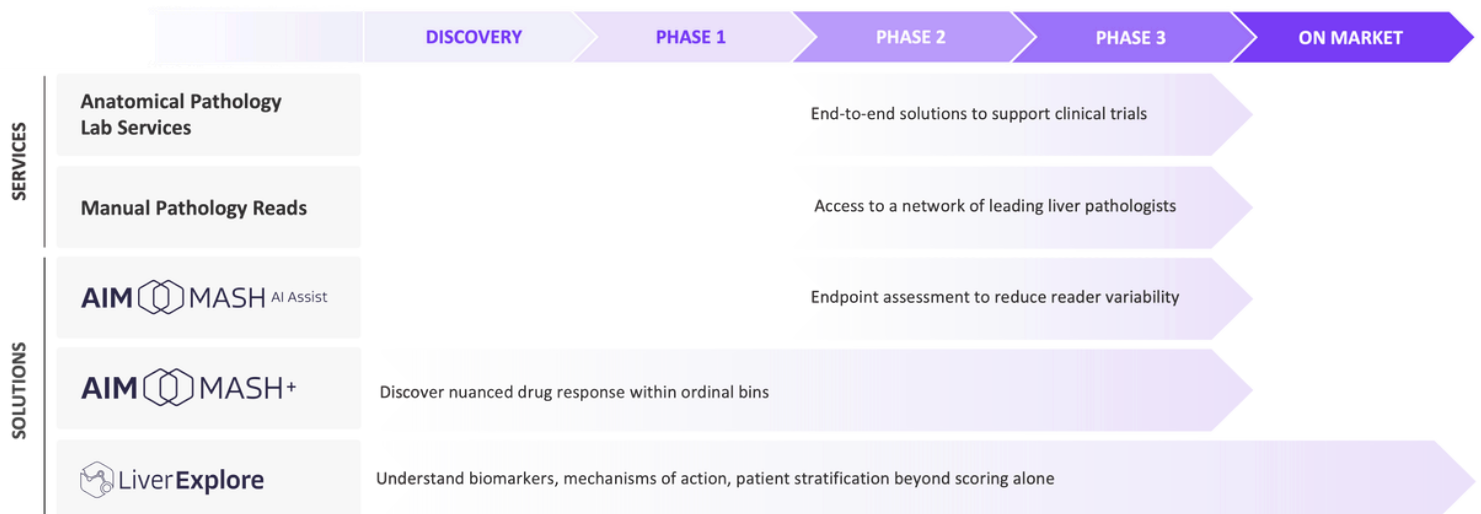 DISCOVERY
PHASE 1
PHASE 2
PHASE 3
ON MARKET
SERVICES
Anatomical Pathology
Lab Services
End-to-end solutions to support clinical trials
Manual Pathology Reads
Access to a network of leading liver pathologists
SOLUTIONS
AIM MASH AI Assist
Endpoint assessment to reduce reader variability
AIM MASH+
Discover nuanced drug response within ordinal bins
LiverExplore
Understand biomarkers, mechanisms of action, patient stratification beyond scoring alone